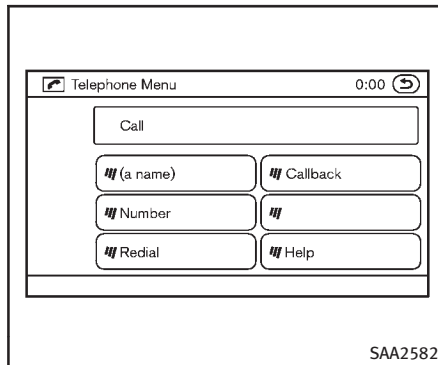 Telephone Menu 0:00
Call
(a name) Callback
Number
Redial Help
SAA2582